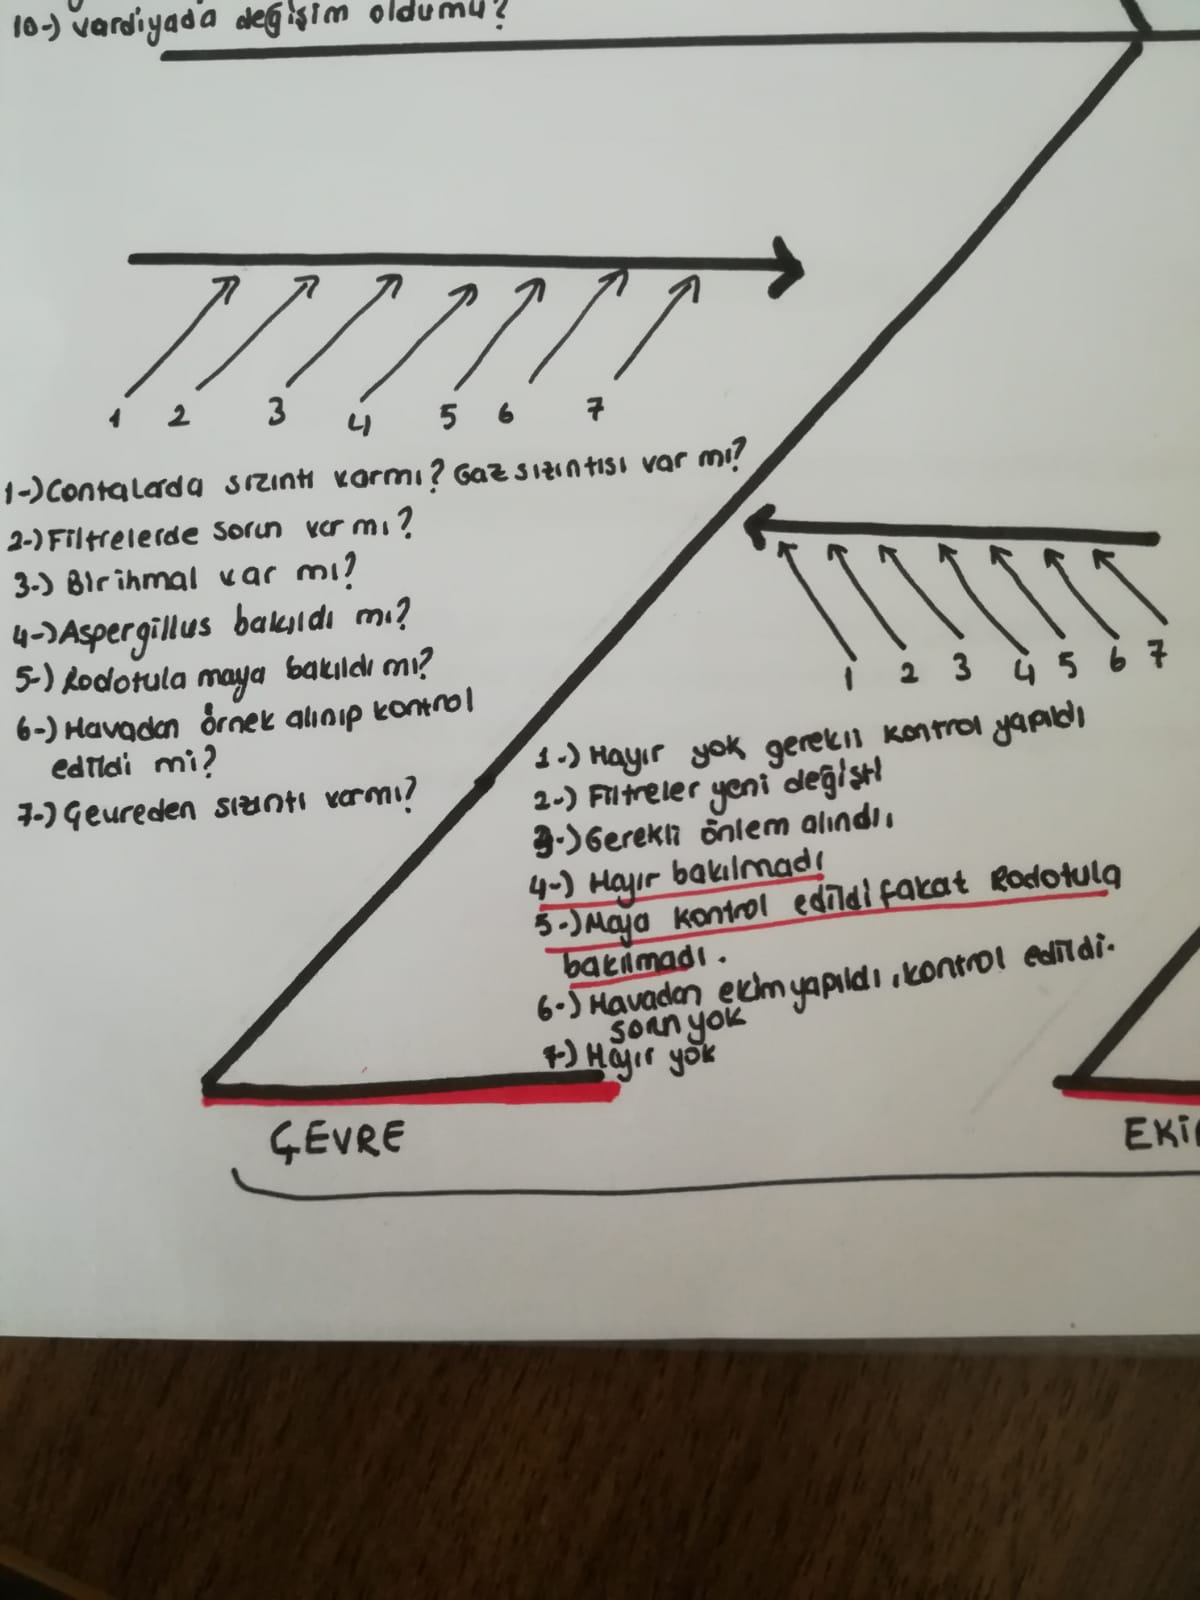 10-) Vardiyada değişim oldumu?
1 2 3 4 5 6 7
1-) Contalarda sızıntı varmı? Gaz sızıntısı var mı?
2-) Filtrelerde sorun var mı?
3-) Bir ihmal var mı?
4-) Aspergillus bakıldı mı?
5-) Rodotula maya bakıldı mı?
6-) Havadan örnek alınıp kontrol
edildi mi?
7-) Çevreden sızıntı varmı?
1 2 3 4 5 6 7
1-) Hayır yok gerekli kontrol yapıldı
2-) Filtreler yeni değişti
3-) Gerekli önlem alındı.
4-) Hayır bakılmadı
5-) Maya kontrol edildi fakat Rodotula
bakılmadı.
6-) Havadan ekim yapıldı, kontrol edildi.
sorun yok
7-) Hayır yok
ÇEVRE